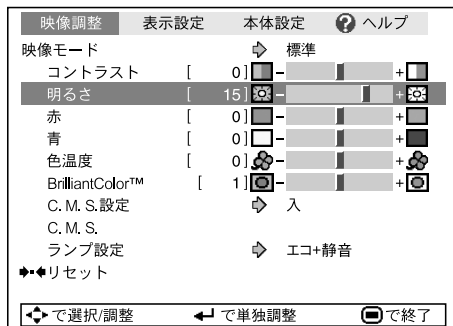 映像調整 表示設定 本体設定 ? ヘルプ
映像モード 標準
コントラスト [ 0] - +
明るさ [ 15] - +
赤 [ 0] - +
青 [ 0] - +
色温度 [ 0] - +
BrilliantColor™ [ 1] - +
C. M. S.設定 入
C. M. S.
ランプ設定 エコ+静音
リセット
で選択/調整 で単独調整 で終了